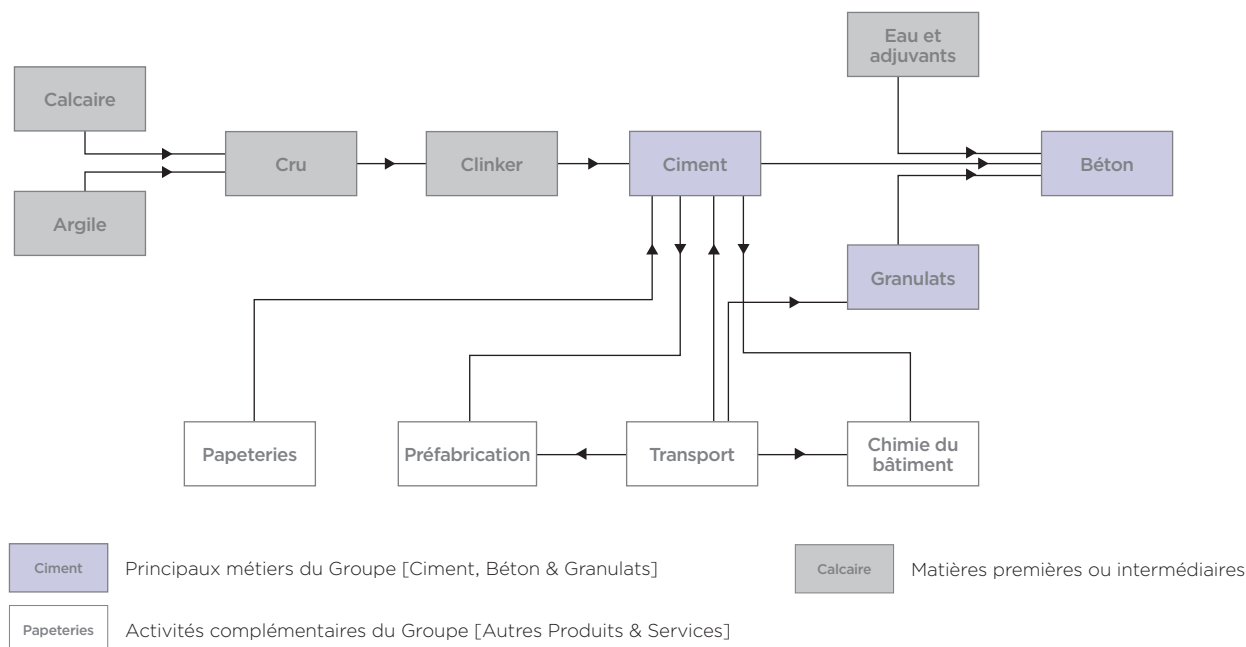 Eau et
adjuvants
Calcaire
Cru
Clinker
Ciment
Béton
Argile
Granulats
Papeteries
Préfabrication
Transport
Chimie du
bâtiment
Ciment
Principaux métiers du Groupe [Ciment, Béton & Granulats]
Calcaire
Matières premières ou intermédiaires
Papeteries
Activités complémentaires du Groupe [Autres Produits & Services]